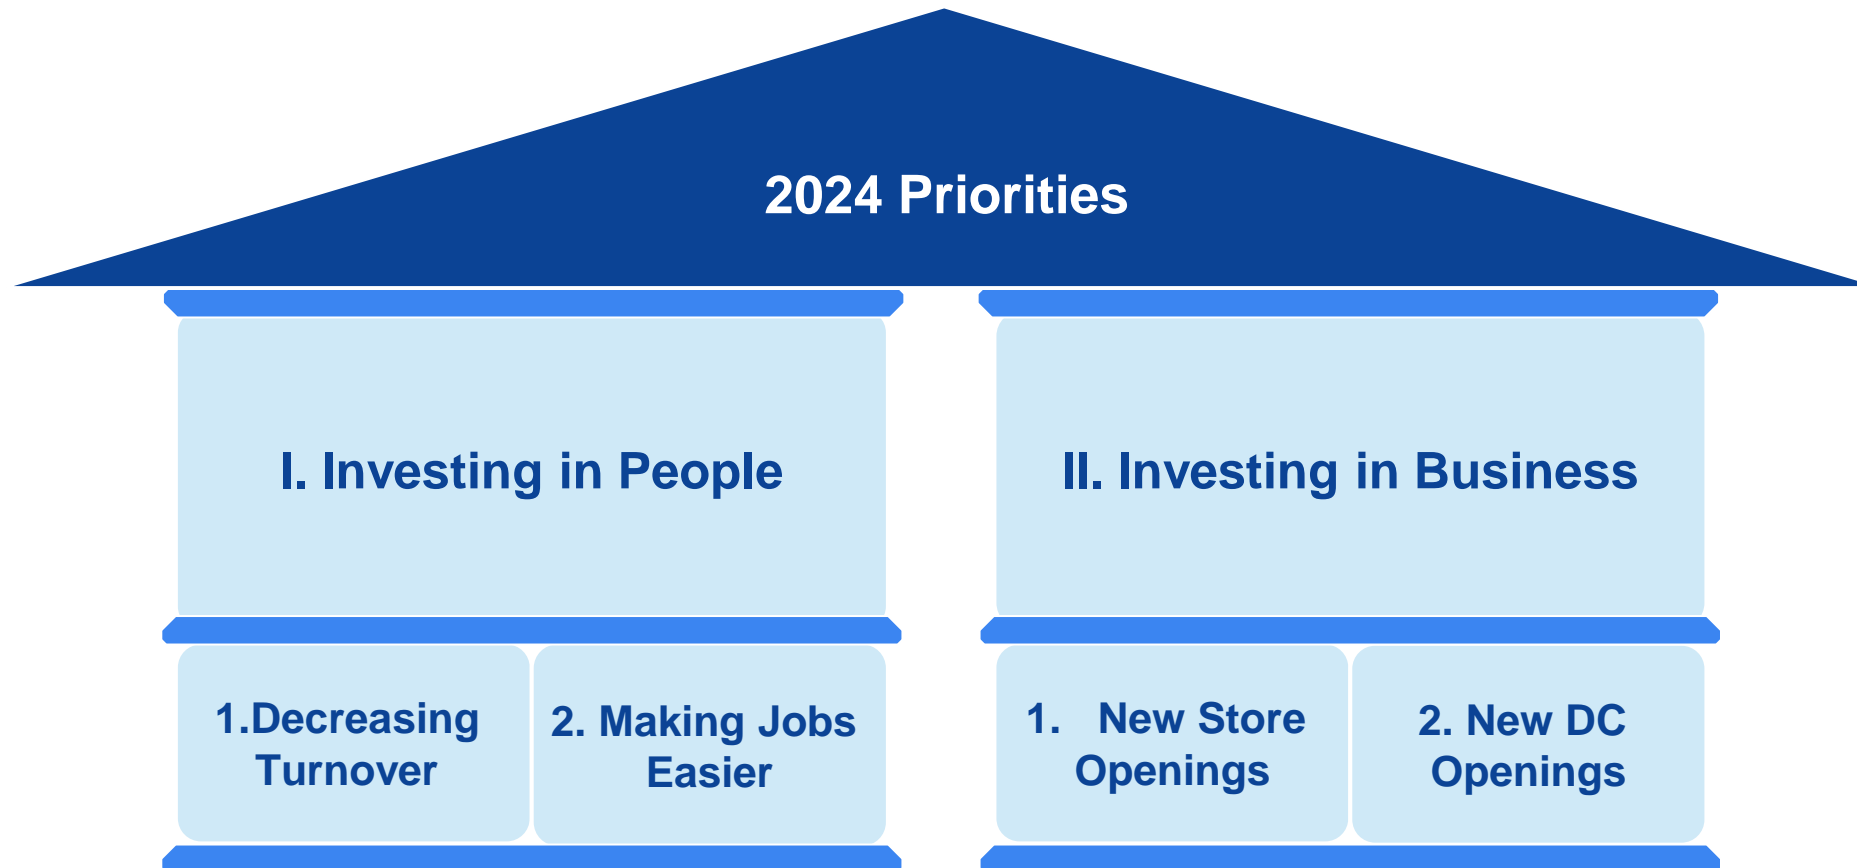 2024 Priorities
I. Investing in People
II. Investing in Business
1.Decreasing
Turnover
2. Making Jobs
Easier
1. New Store
Openings
2. New DC
Openings